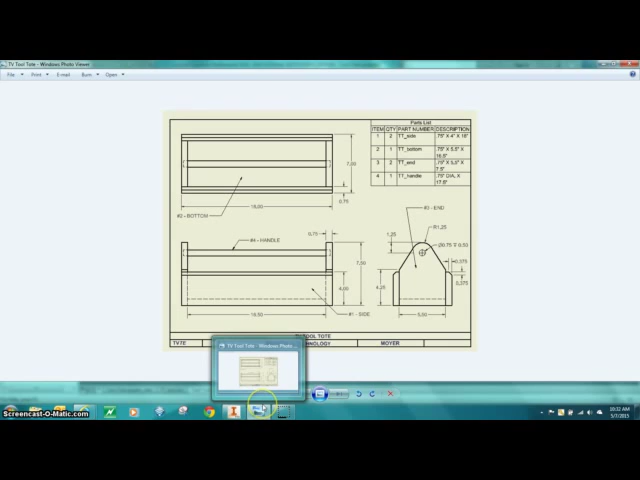 TV Tool Tote - Windows Photo Viewer
File Print E-mail Burn Open
Parts List
ITEM QTY PART NUMBER DESCRIPTION
1 2 TT_side .75" X 4" X 18"
2 1 TT_bottom .75" X 5.5" X 16.5"
3 2 TT_end .75" X 5.5" X 7.5"
4 1 TT_handle .75" DIA. X 17.5"
7.00
18.00
0.75
#2 - BOTTOM
#3 - END
R1.25
1.25
Ø0.75 ↧ 0.50
0.75
#4 - HANDLE
7.50
4.00
4.25
0.375
0.375
16.50
#1 - SIDE
5.50
TOOL TOTE
MOYER
TV Tool Tote - Windows Photo ...
Screencast-O-Matic.com
10:32 AM
5/7/2015